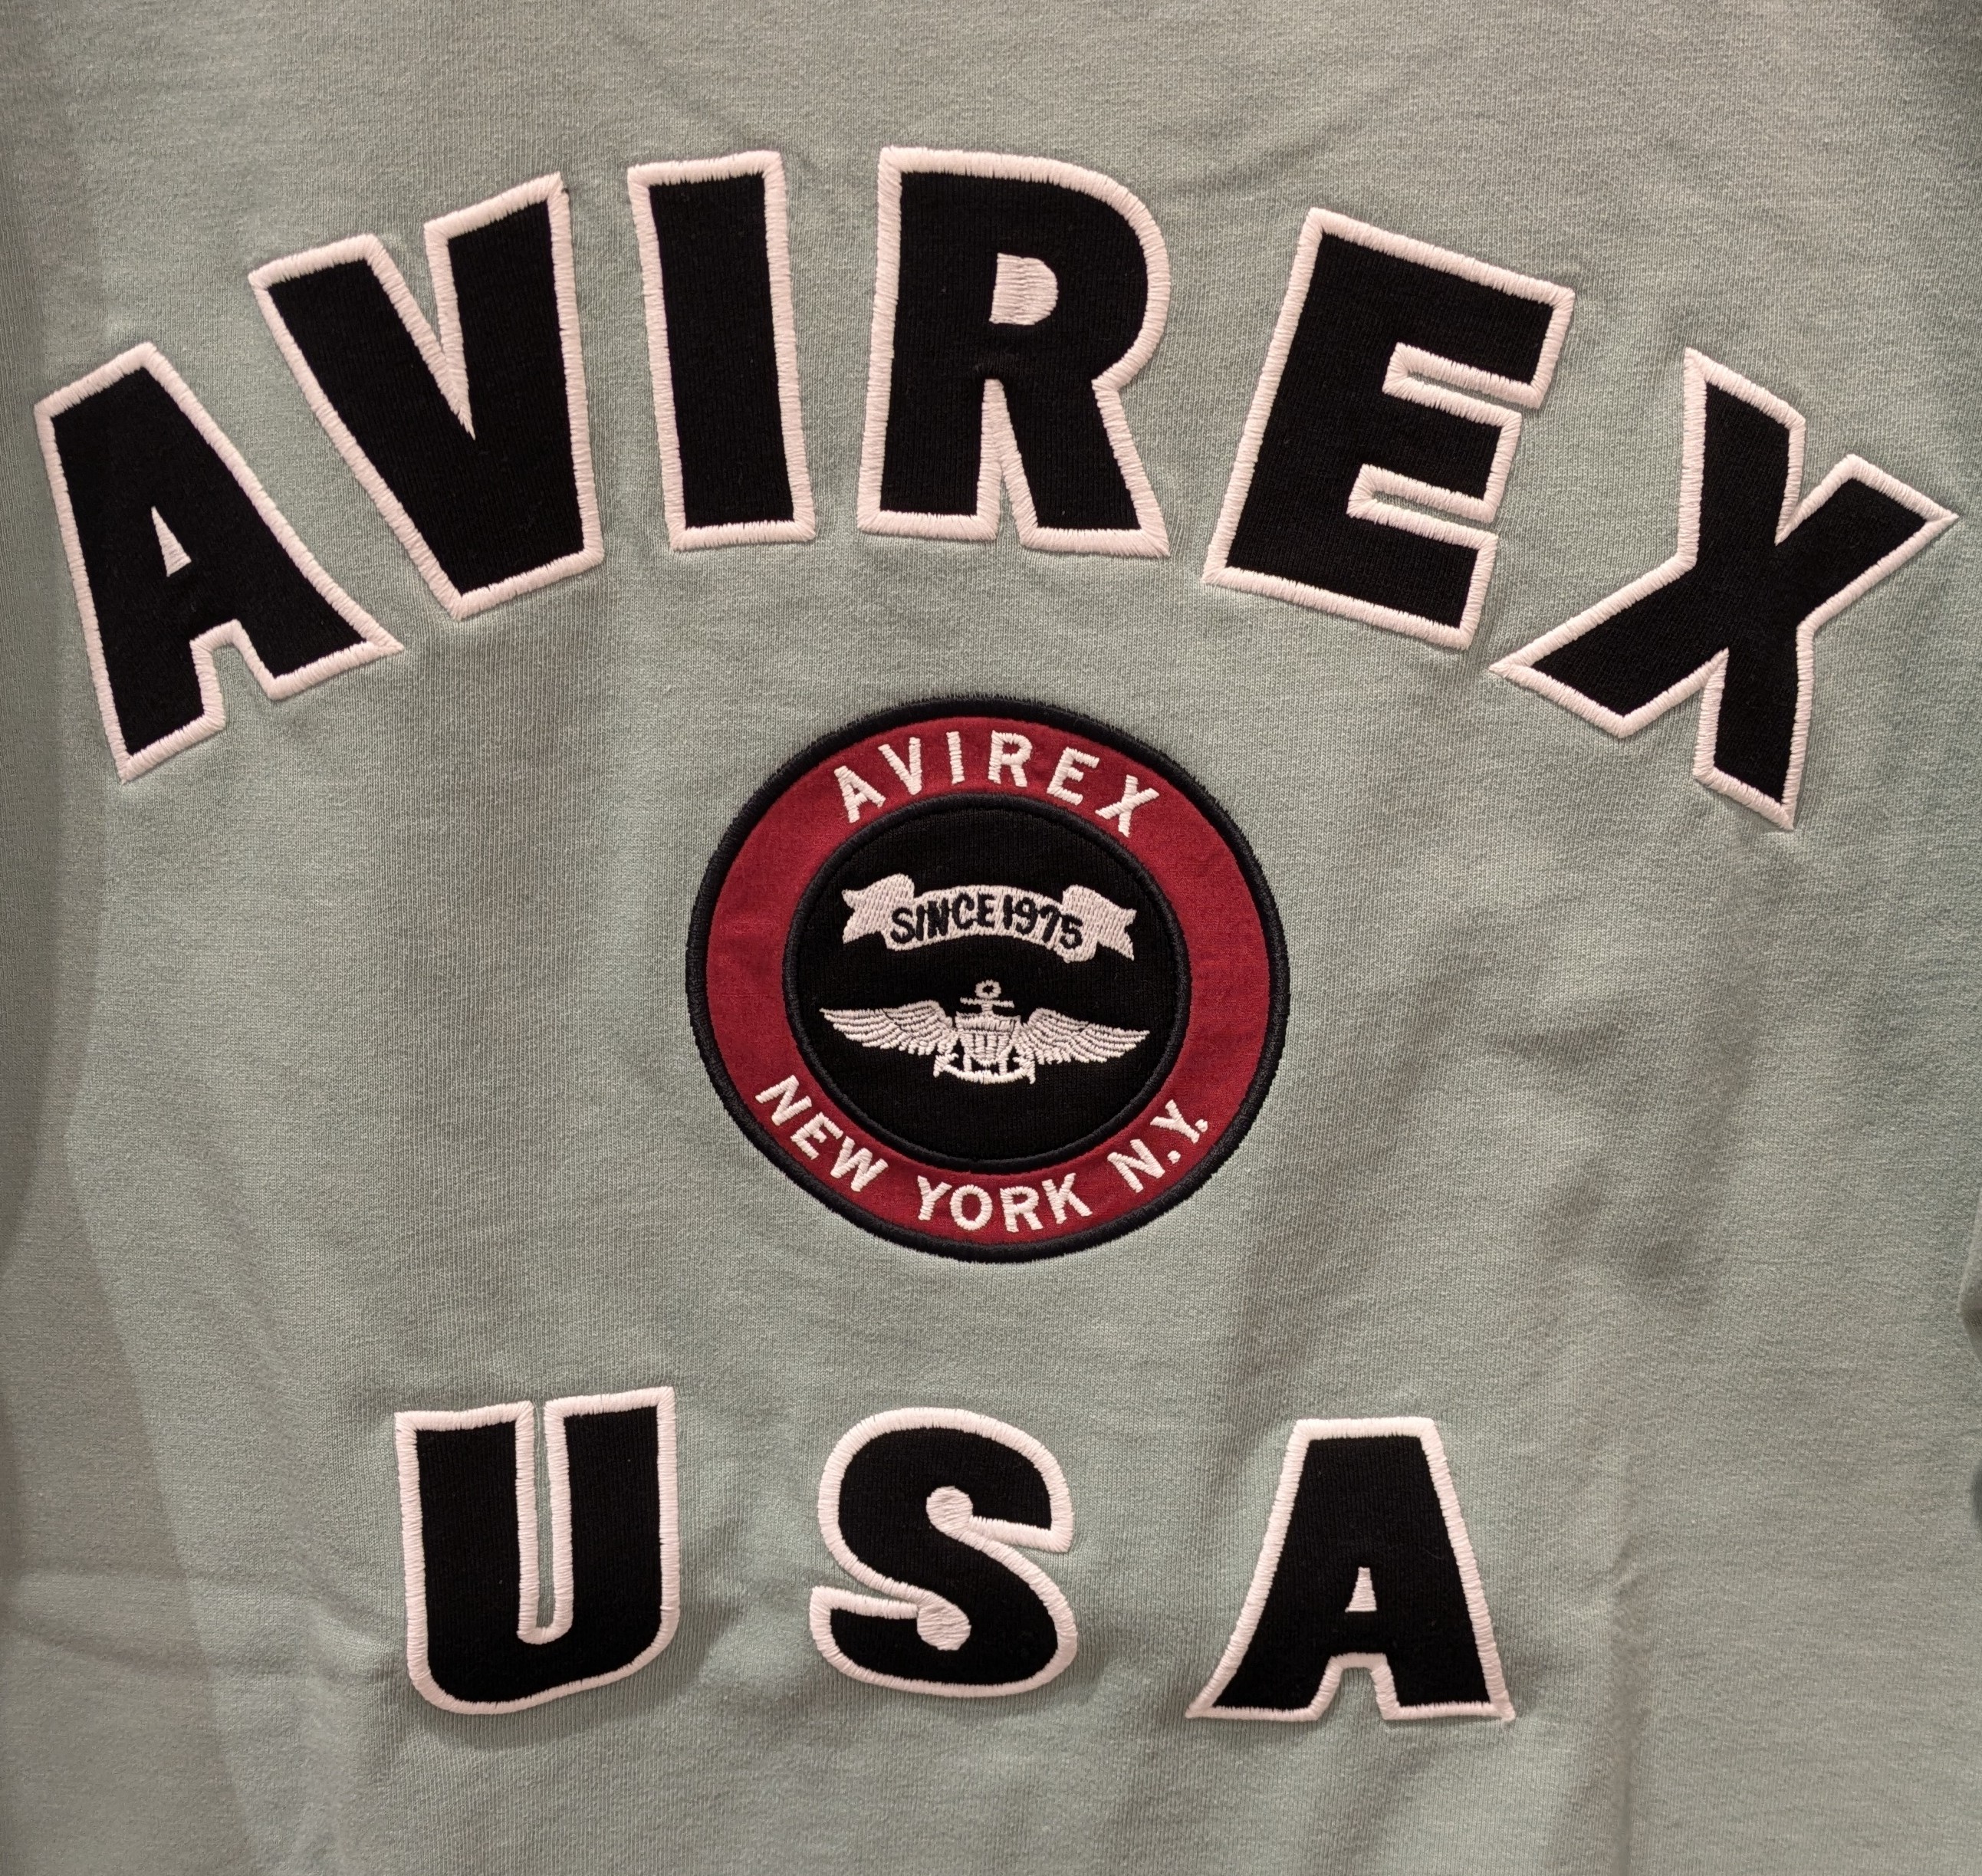 AVIREX
AVIREX
SINCE 1975
NEW YORK N.Y.
USA